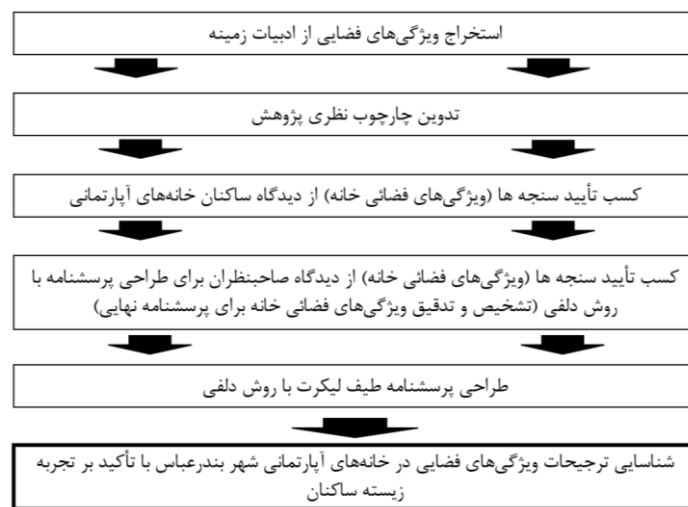 استخراج ویژگی‌های فضایی از ادبیات زمینه
تدوین چارچوب نظری پژوهش
کسب تأیید سنجه ها (ویژگی‌های فضائی خانه) از دیدگاه ساکنان خانه‌های آپارتمانی
کسب تأیید سنجه ها (ویژگی‌های فضائی خانه) از دیدگاه صاحبنظران برای طراحی پرسشنامه با
روش دلفی (تشخیص و تدقیق ویژگی‌های فضائی خانه برای پرسشنامه نهایی)
طراحی پرسشنامه طیف لیکرت با روش دلفی
شناسایی ترجیحات ویژگی‌های فضایی در خانه‌های آپارتمانی شهر بندرعباس با تأکید بر تجربه
زیسته ساکنان